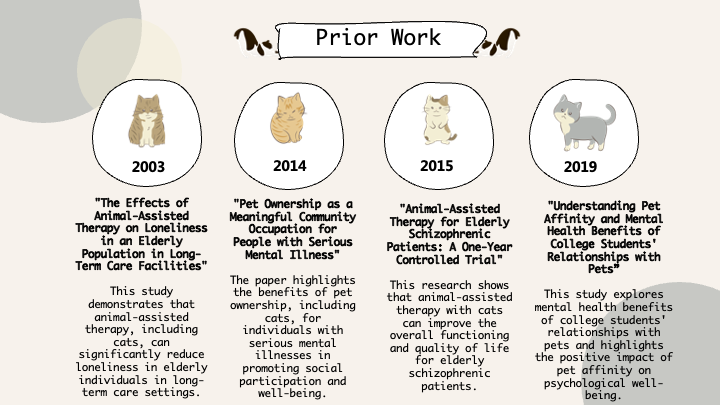 Prior Work
2003
"The Effects of
Animal-Assisted
Therapy on Loneliness
in an Elderly
Population in Long-
Term Care Facilities"
This study
demonstrates that
animal-assisted
therapy, including
cats, can
significantly reduce
loneliness in elderly
individuals in long-
term care settings.
2014
"Pet Ownership as a
Meaningful Community
Occupation for
People with Serious
Mental Illness"
The paper highlights
the benefits of pet
ownership, including
cats, for
individuals with
serious mental
illnesses in
promoting social
participation and
well-being.
2015
"Animal-Assisted
Therapy for Elderly
Schizophrenic
Patients: A One-Year
Controlled Trial"
This research shows
that animal-assisted
therapy with cats
can improve the
overall functioning
and quality of life
for elderly
schizophrenic
patients.
2019
"Understanding Pet
Affinity and Mental
Health Benefits of
College Students'
Relationships with
Pets"
This study explores
mental health benefits
of college students'
relationships with
pets and highlights
the positive impact of
pet affinity on
psychological well-
being.